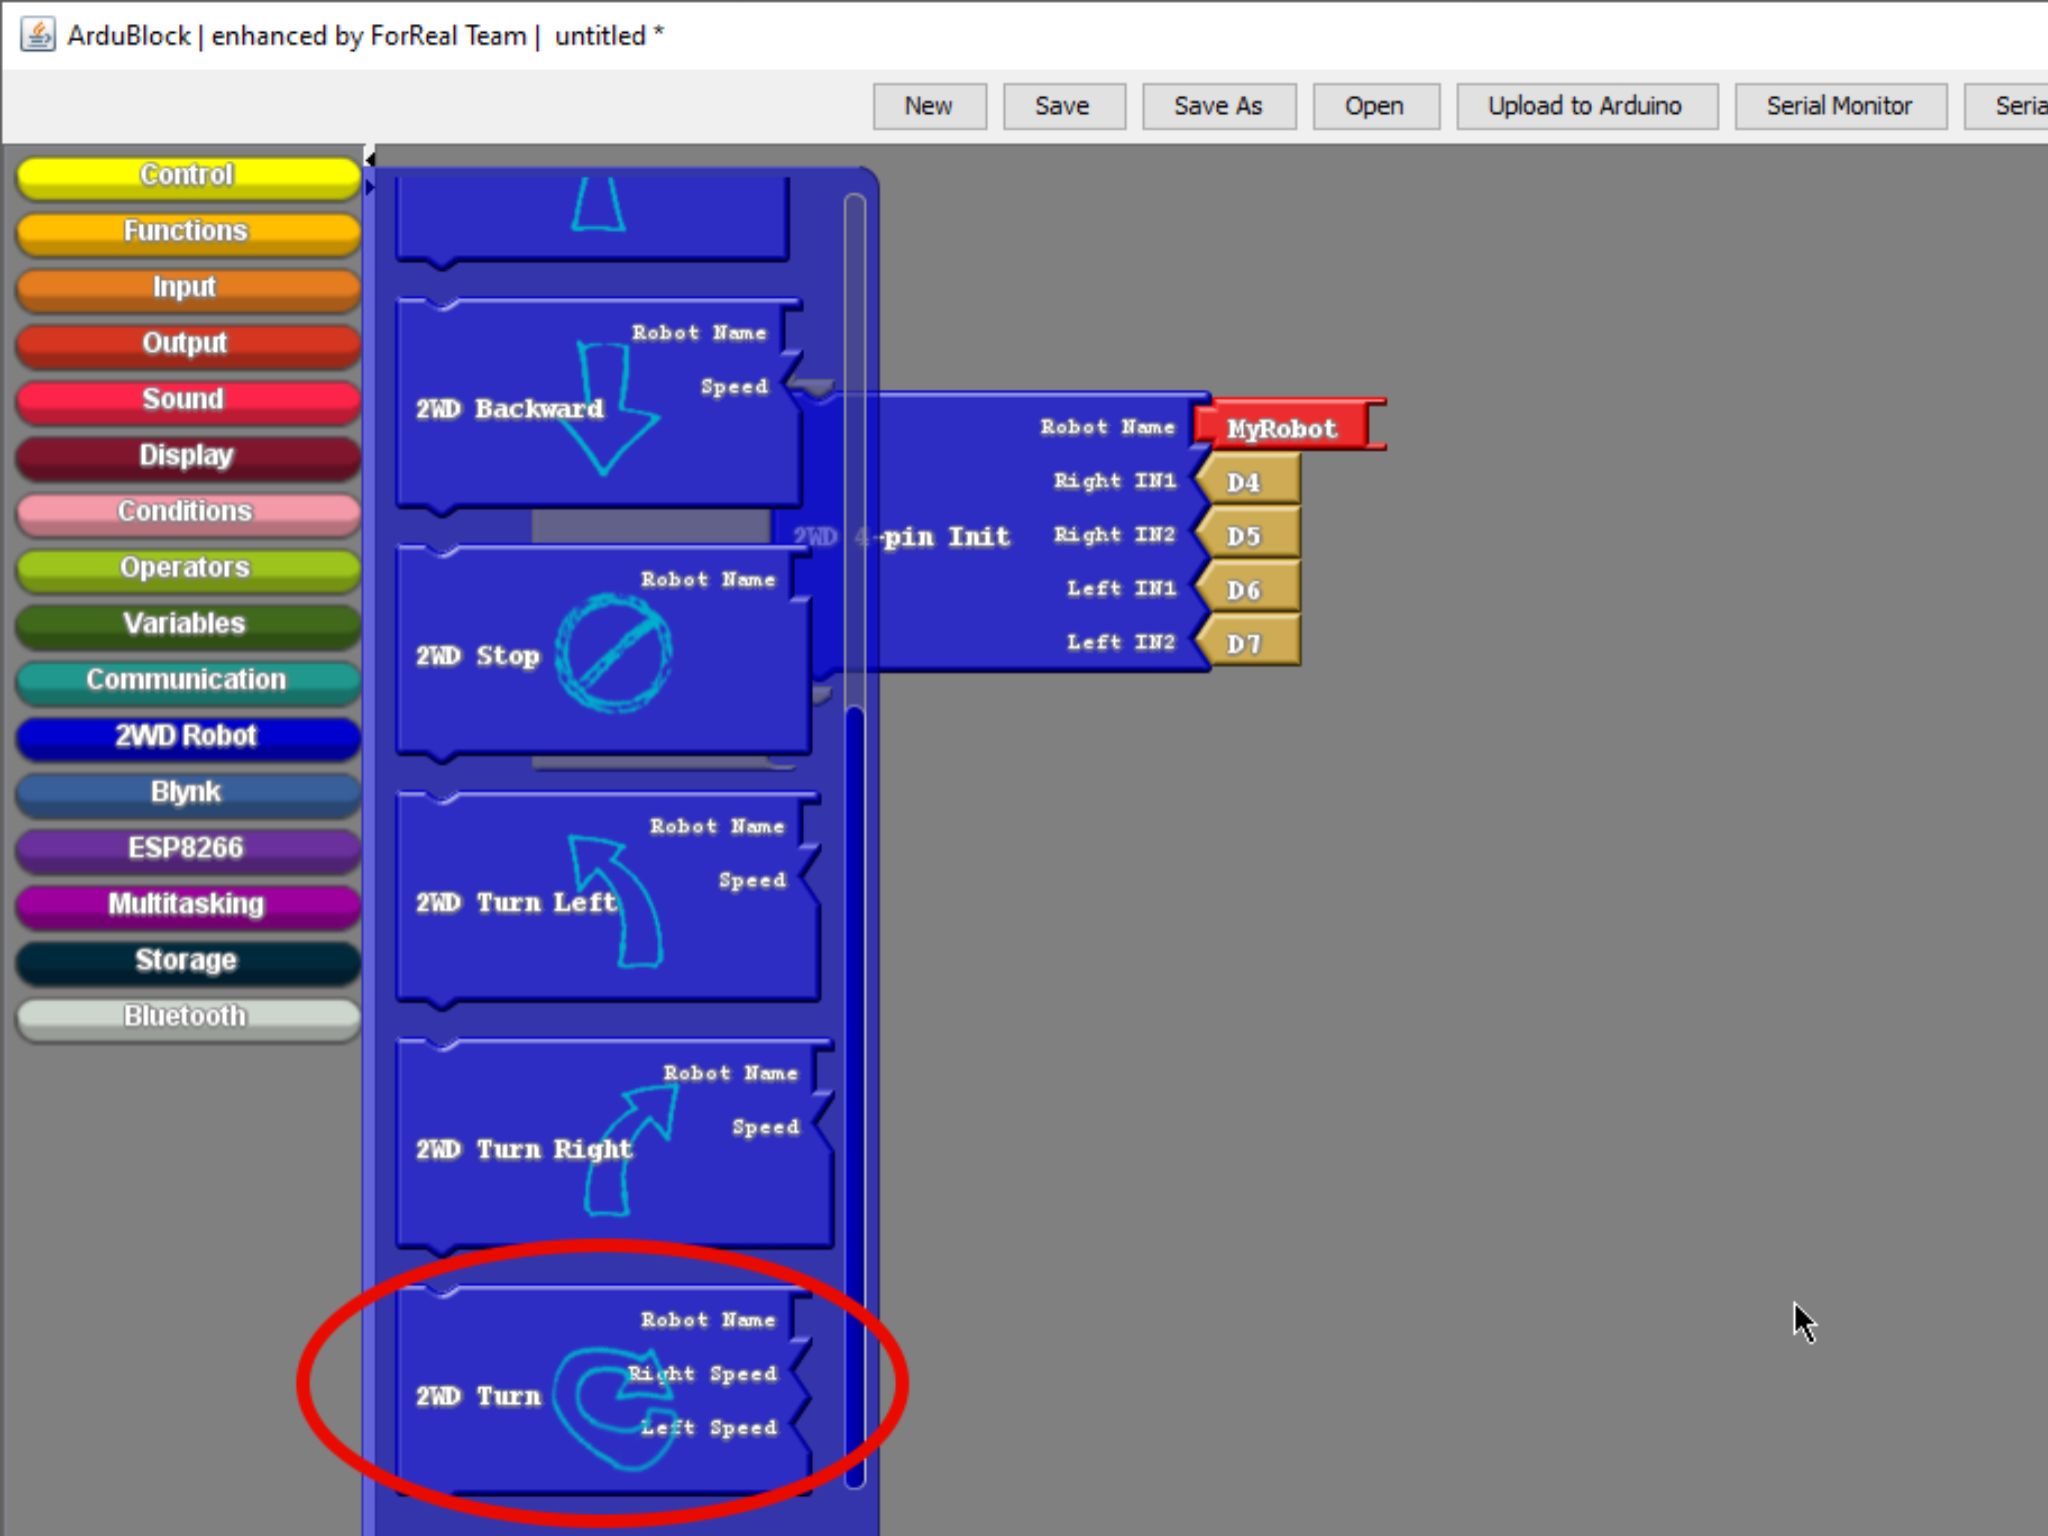 ArduBlock | enhanced by ForReal Team | untitled *
New
Save
Save As
Open
Upload to Arduino
Serial Monitor
Seria
Control
Functions
Input
Output
Sound
Display
Conditions
Operators
Variables
Communication
2WD Robot
Blynk
ESP8266
Multitasking
Storage
Bluetooth
Robot Name
Speed
2WD Backward
Robot Name
2WD Stop
Robot Name
Speed
2WD Turn Left
Robot Name
Speed
2WD Turn Right
Robot Name
Right Speed
2WD Turn
Left Speed
Robot Name
MyRobot
Right IN1
D4
2WD 4-pin Init
Right IN2
D5
Left IN1
D6
Left IN2
D7